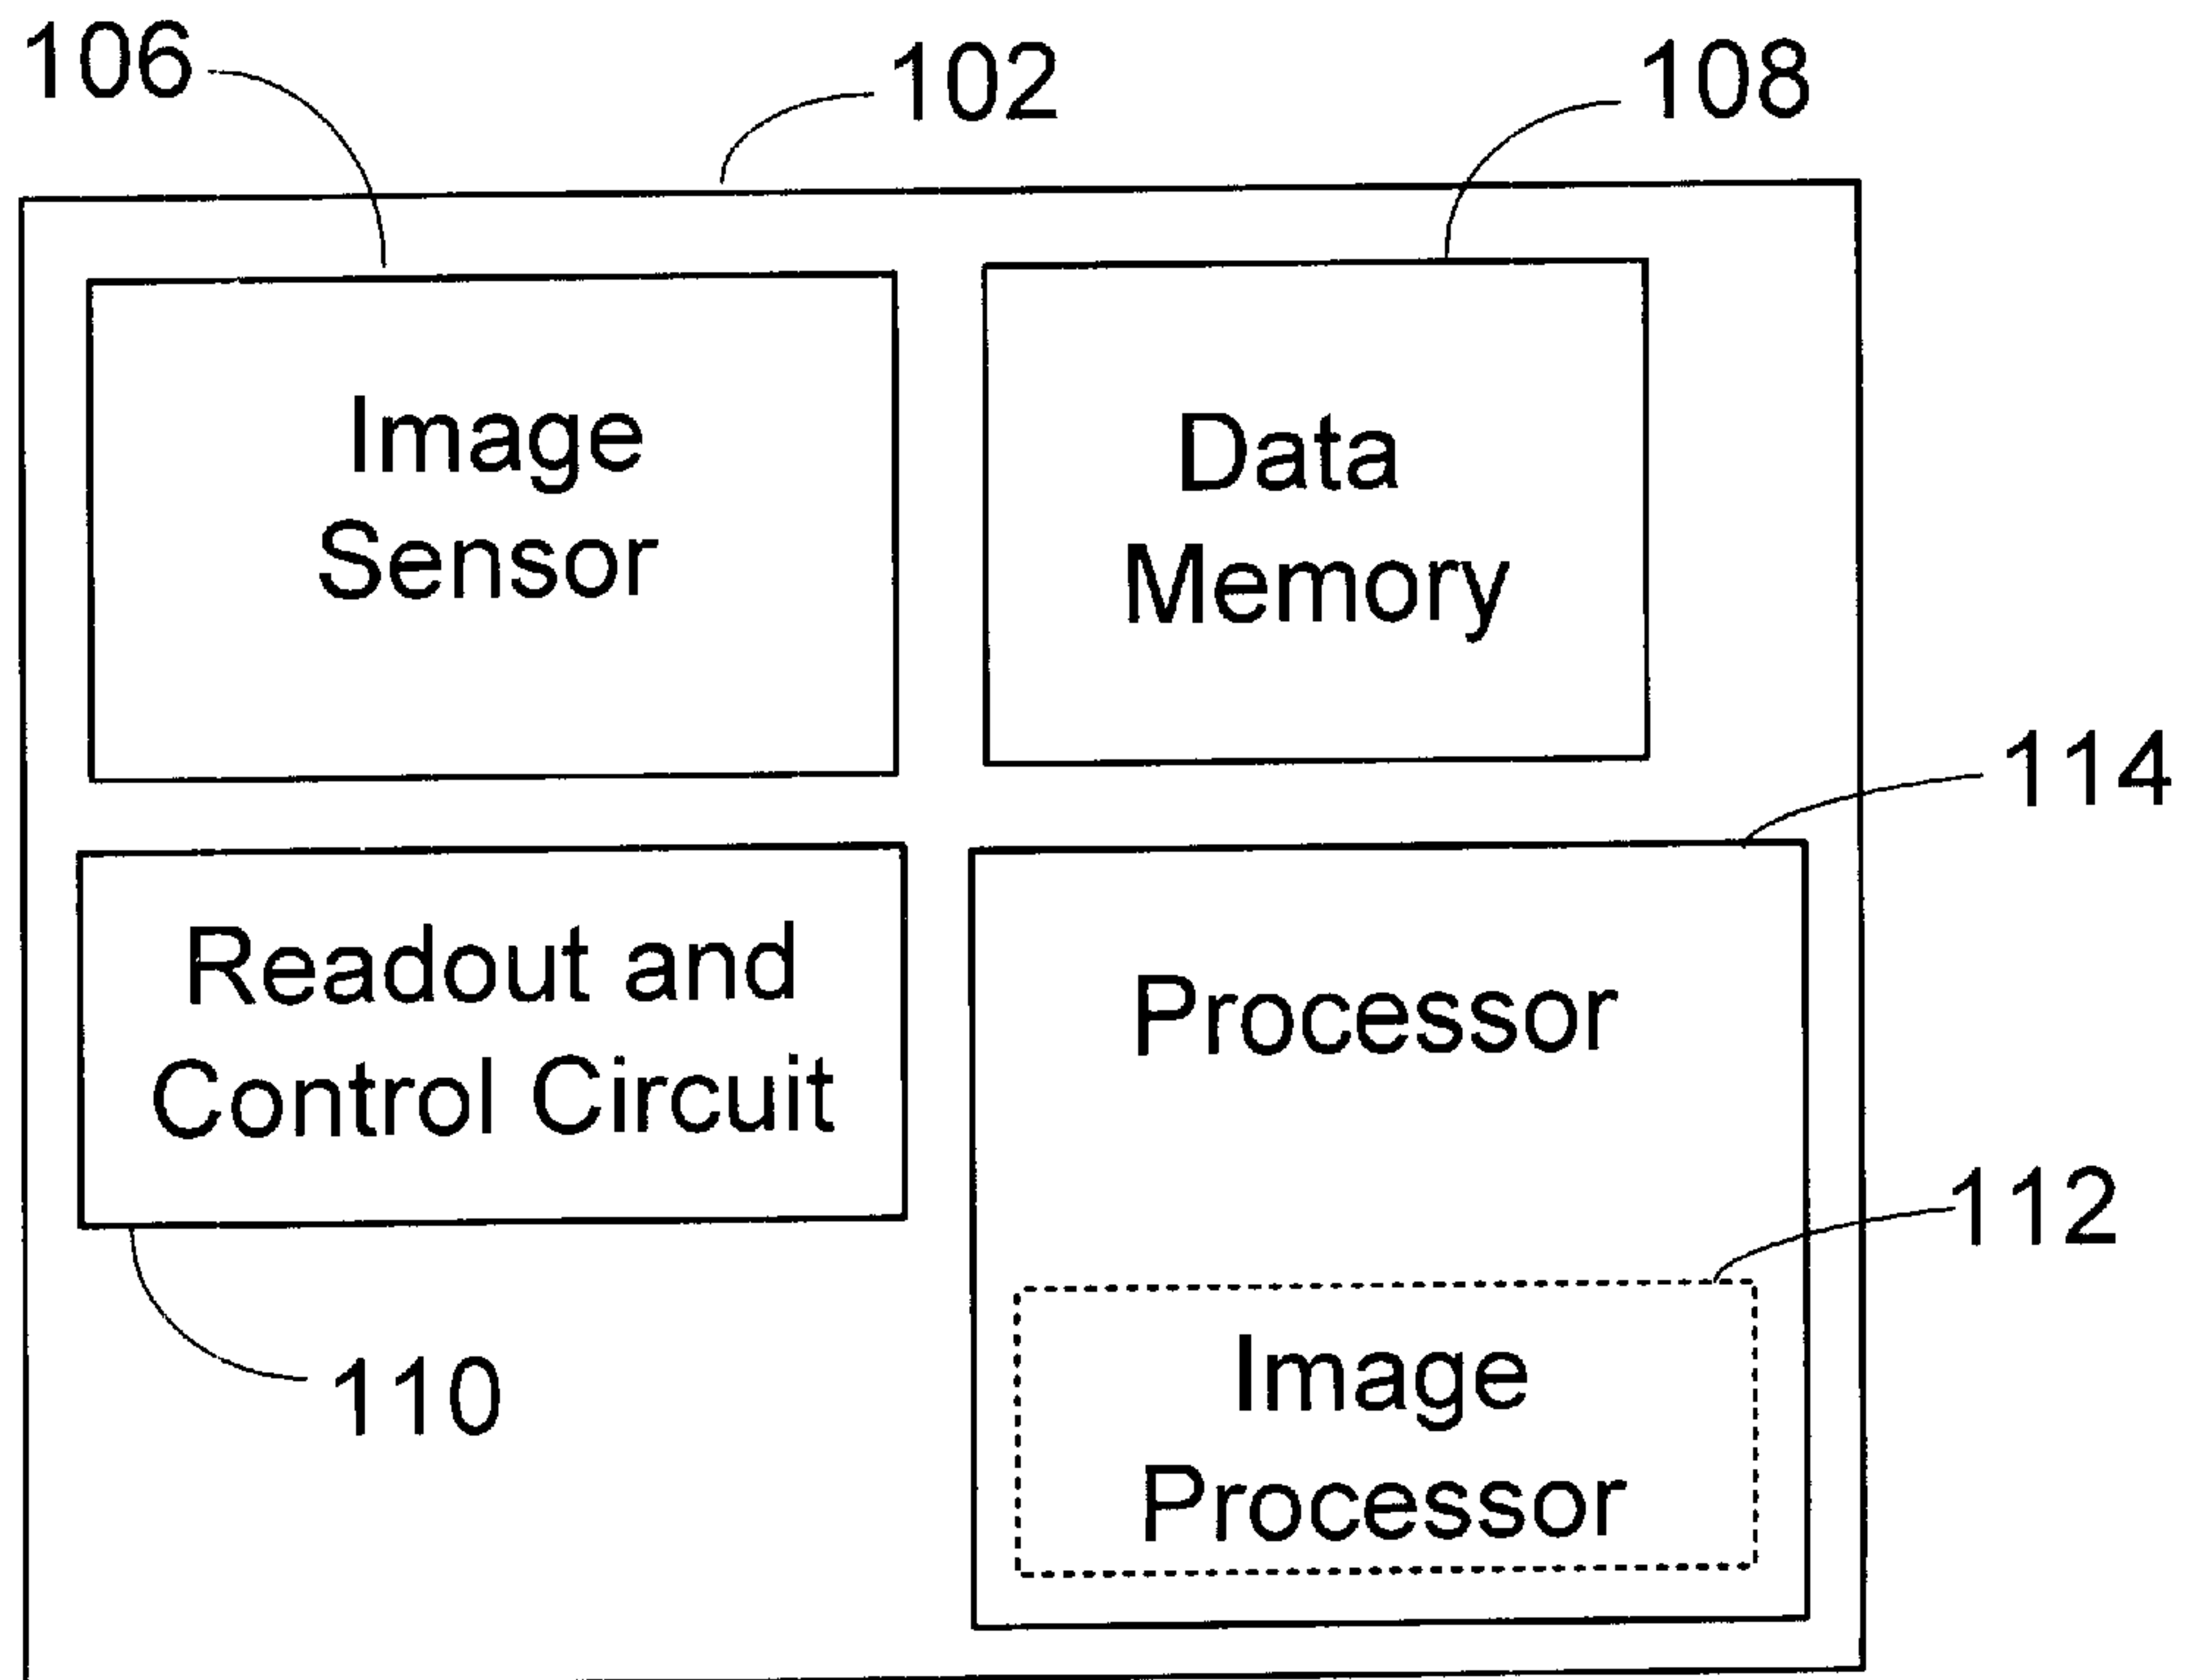 106
102
108
Image
Sensor
Data
Memory
114
Readout and
Control Circuit
Processor
112
110
Image
Processor